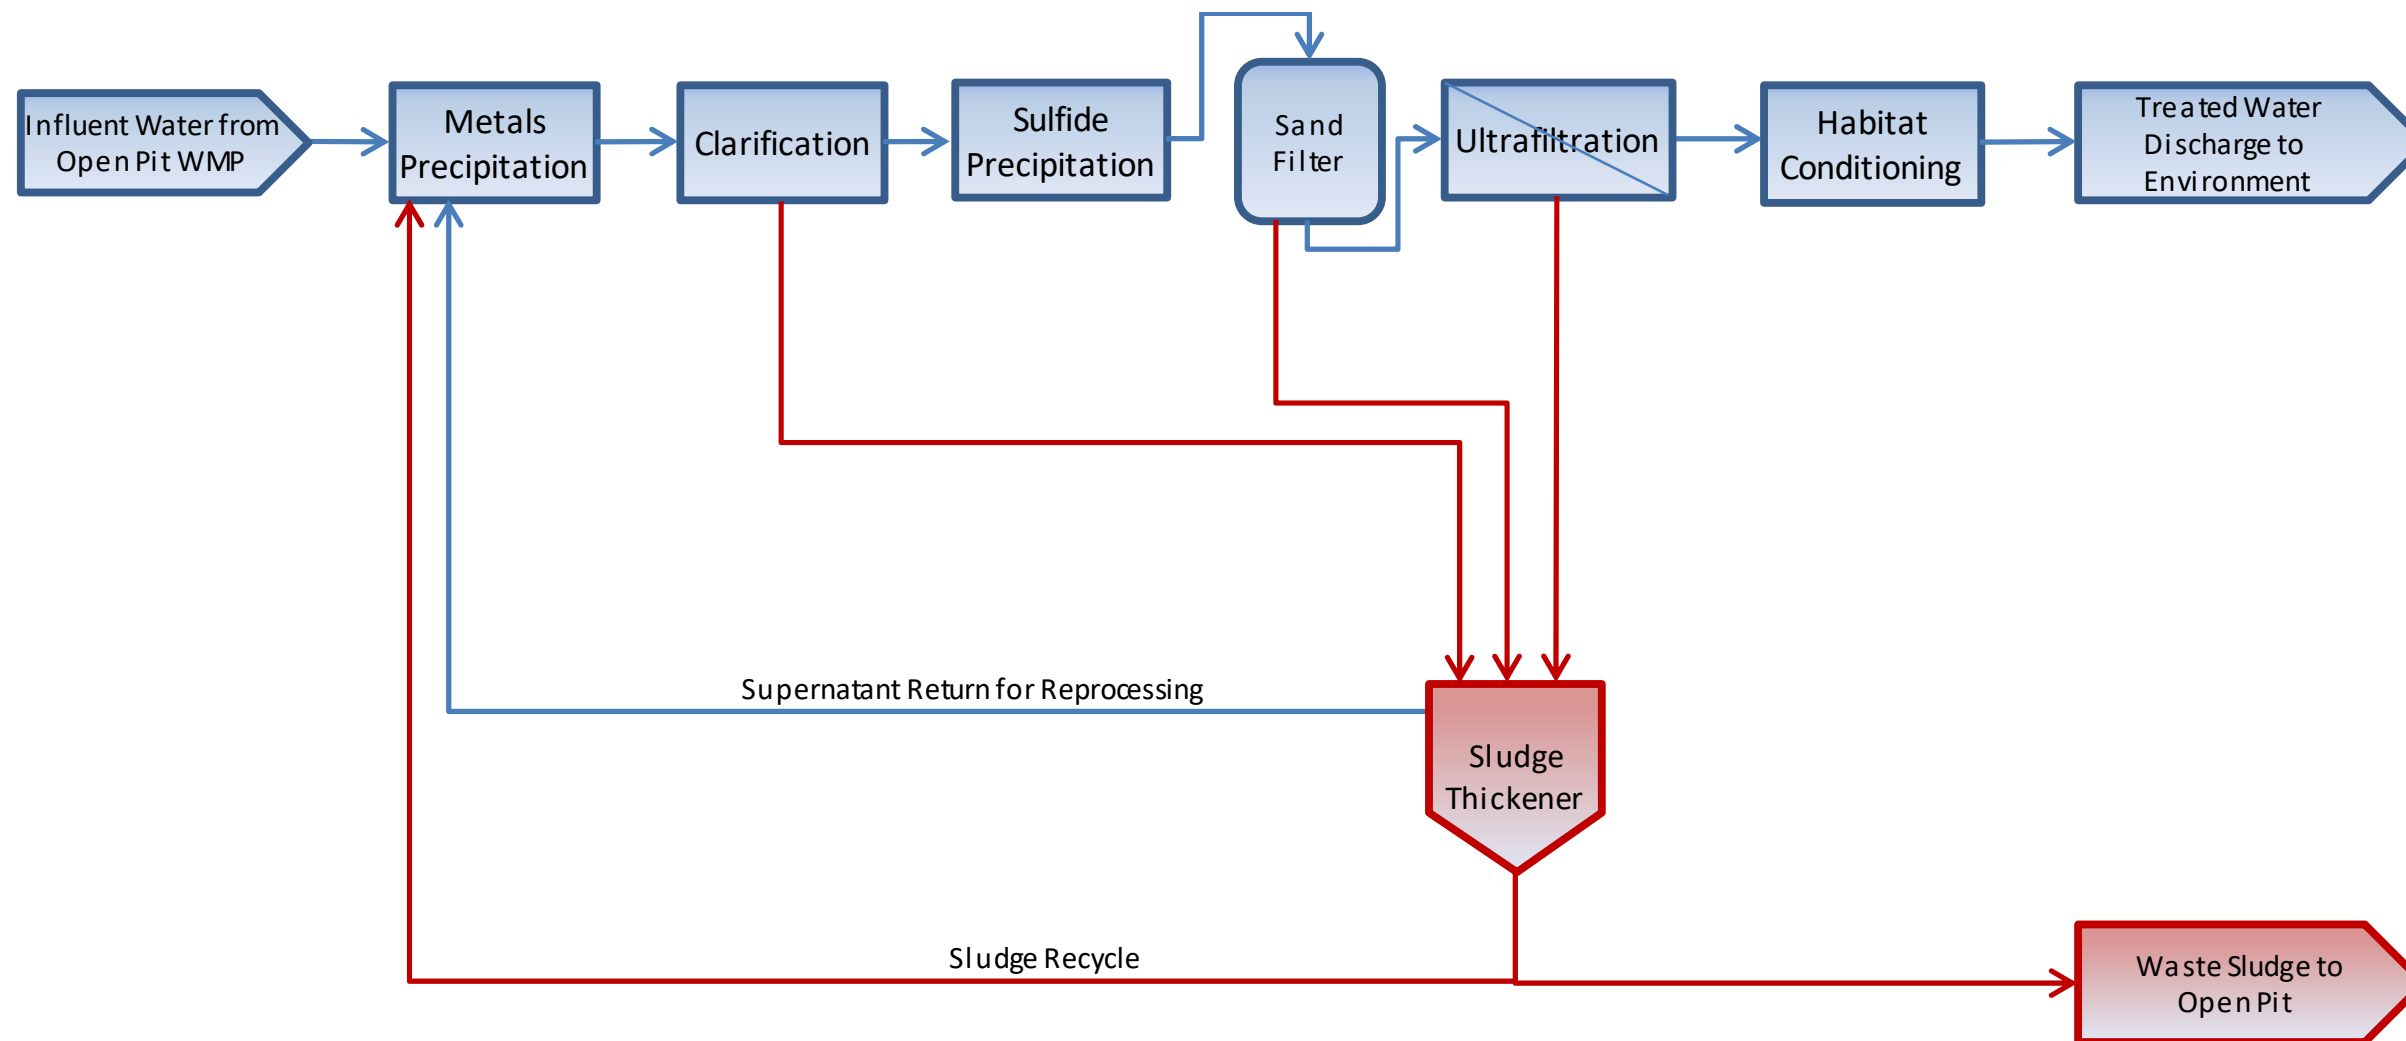 Influent Water from
Open Pit WMP
Metals
Precipitation
Clarification
Sulfide
Precipitation
Sand
Filter
Ultrafiltration
Habitat
Conditioning
Treated Water
Discharge to
Environment
Supernatant Return for Reprocessing
Sludge
Thickener
Sludge Recycle
Waste Sludge to
Open Pit